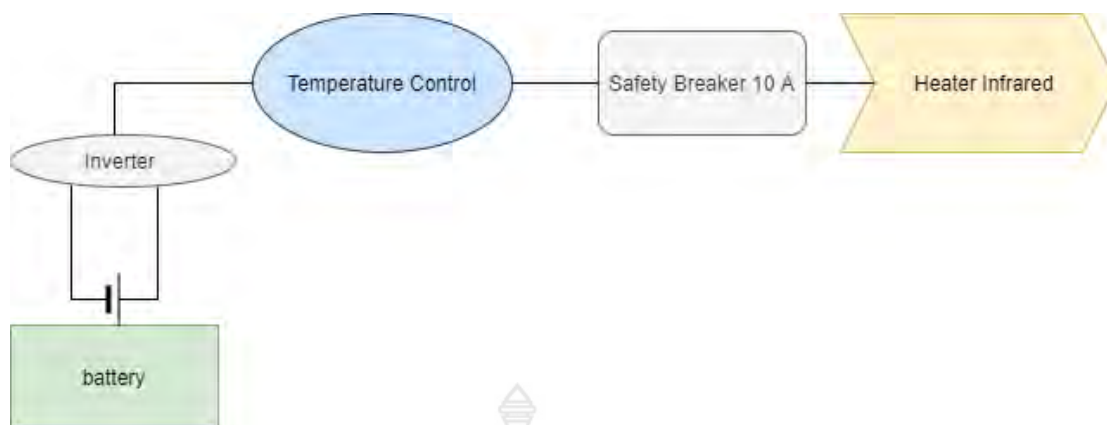 Temperature Control
Safety Breaker 10 A
Heater Infrared
Inverter
battery